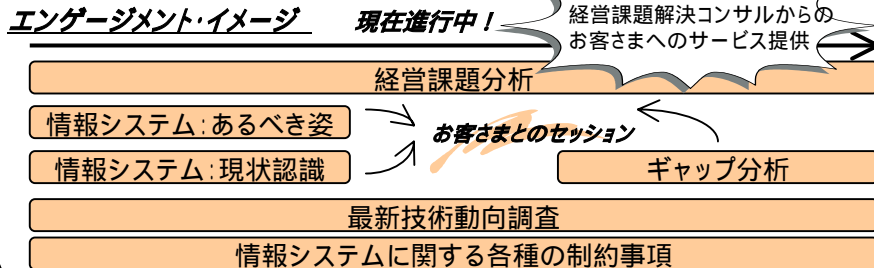 エンゲージメント・イメージ
現在進行中!
経営課題解決コンサルからの
お客さまへのサービス提供
経営課題分析
情報システム:あるべき姿
お客さまとのセッション
情報システム:現状認識
ギャップ分析
最新技術動向調査
情報システムに関する各種の制約事項